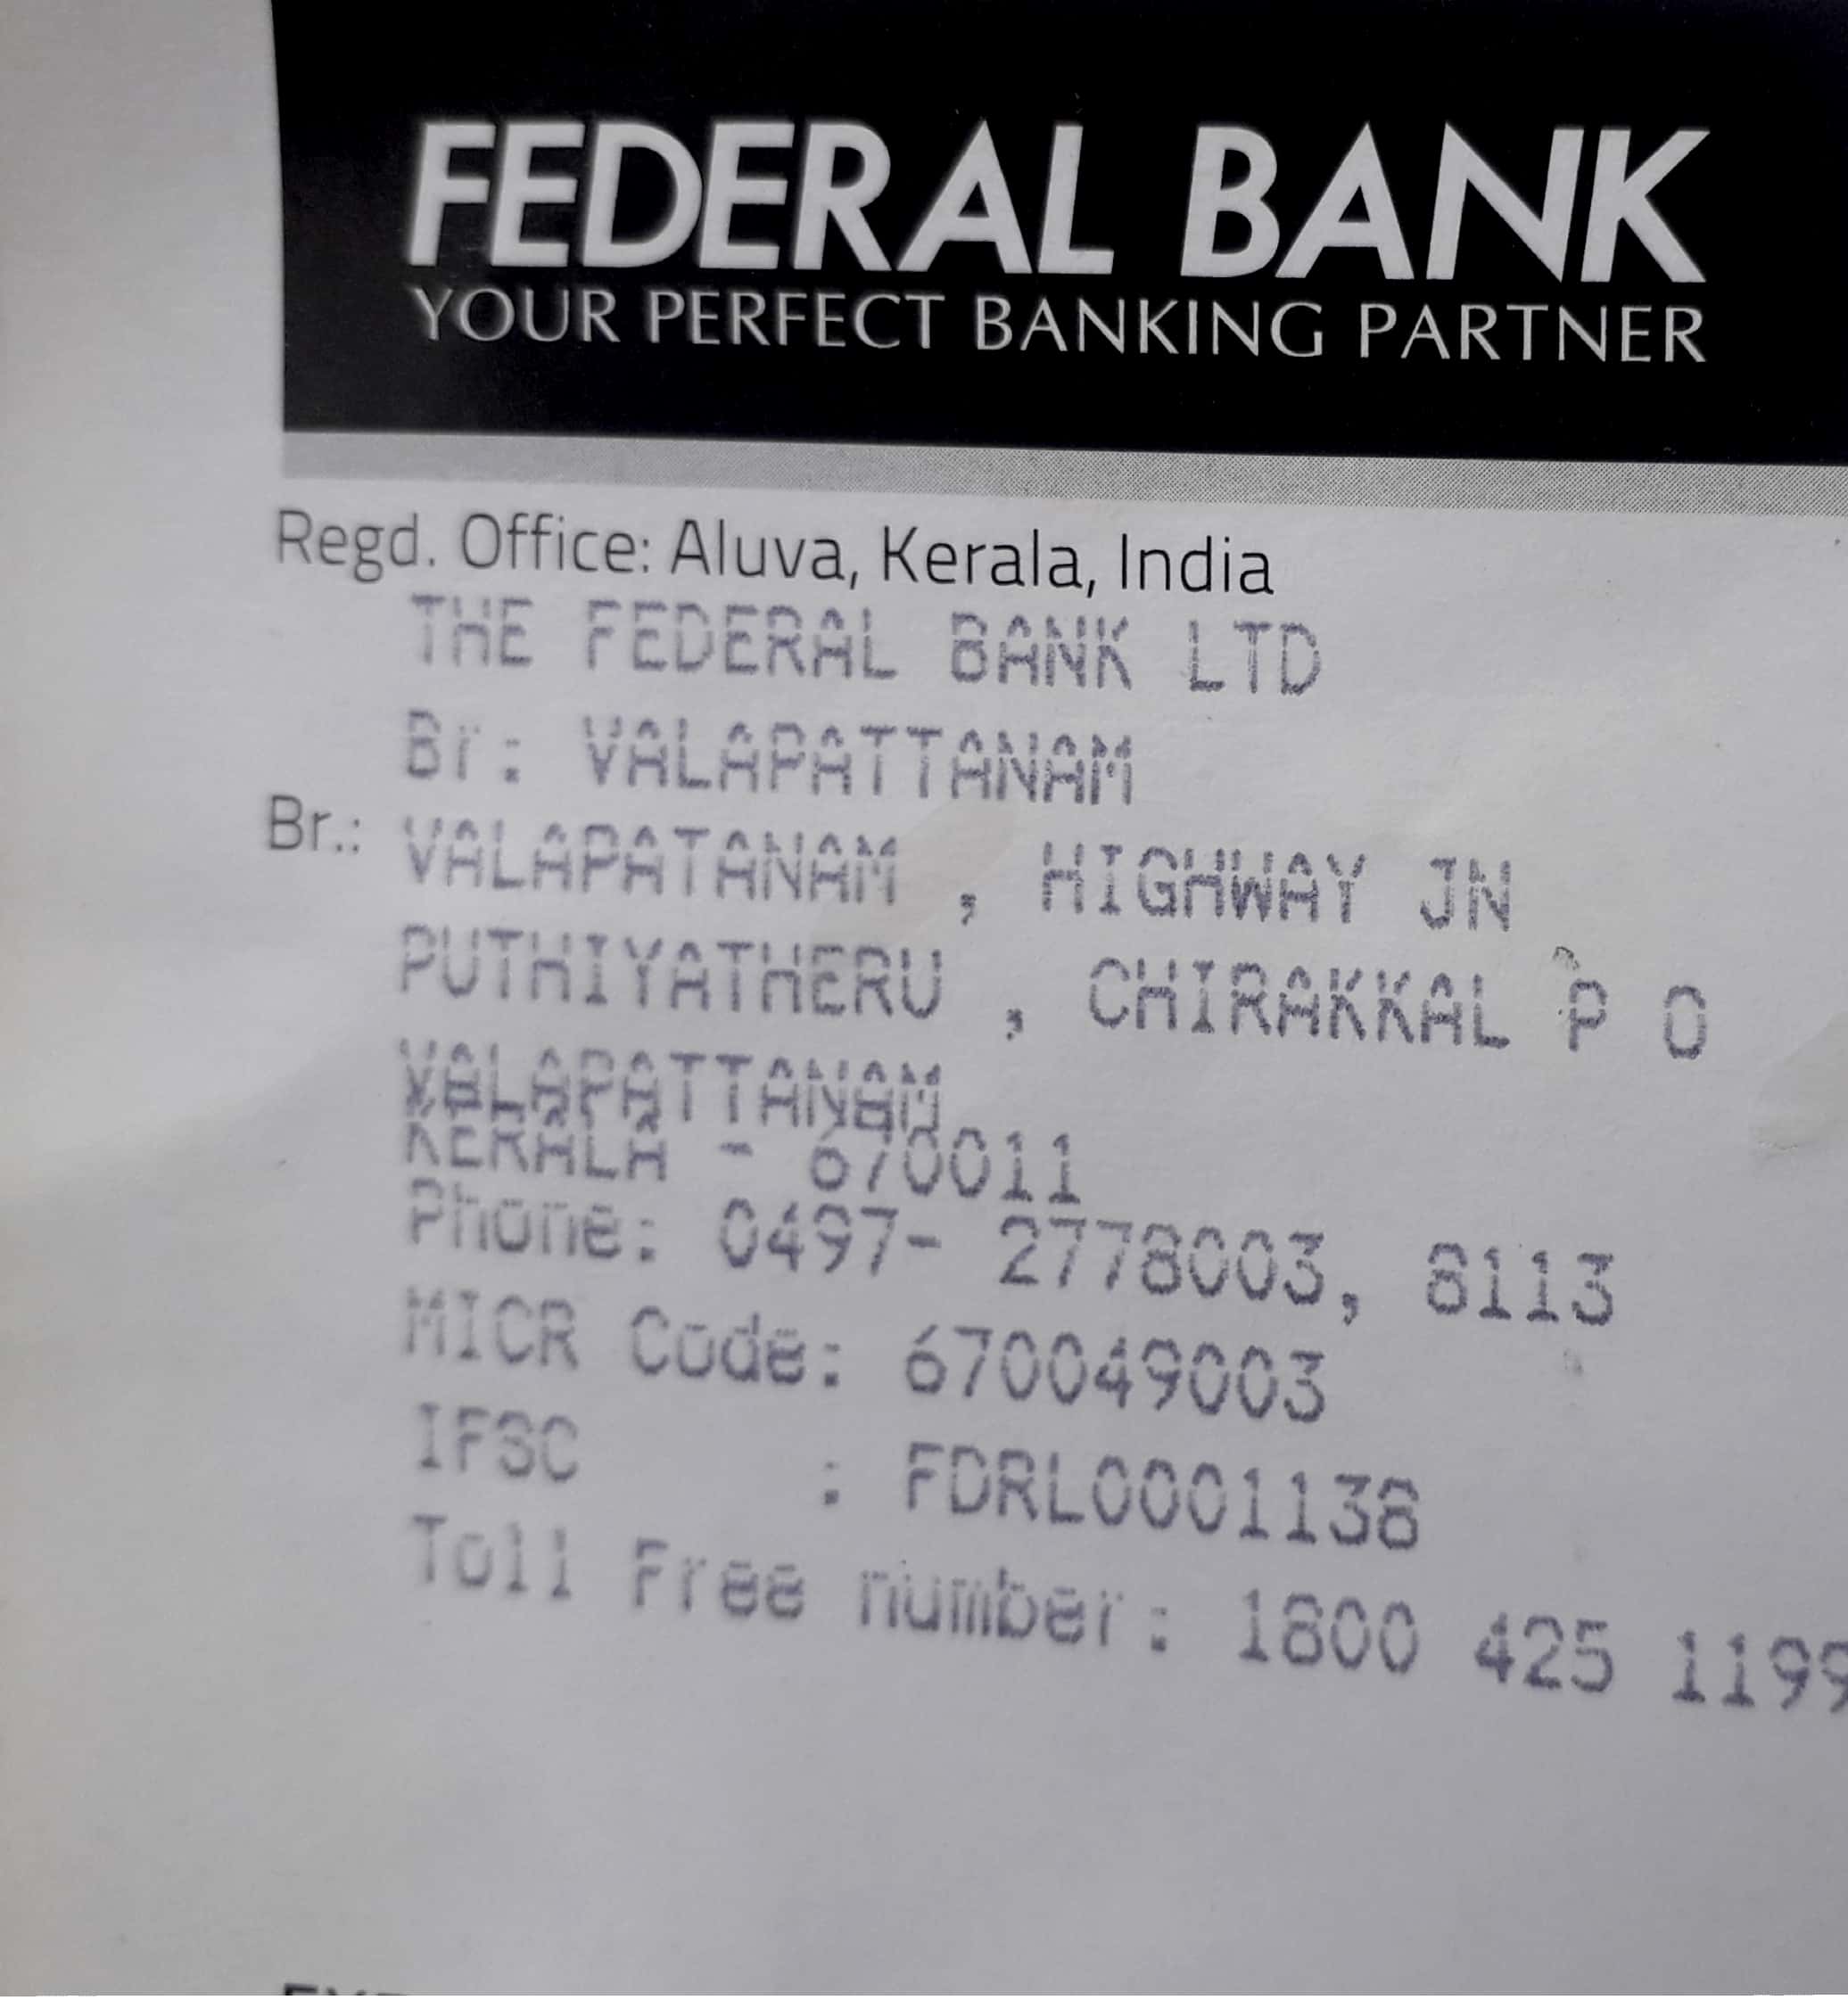 FEDERAL BANK
YOUR PERFECT BANKING PARTNER
Regd. Office: Aluva, Kerala, India
THE FEDERAL BANK LTD
Br: VALAPATTANAM
Br.: VALAPATANAM , HIGHWAY JN
PUTHIYATHERU , CHIRAKKAL P O
VALAPATTANAM
KERALA - 670011
Phone: 0497- 2778003, 8113
MICR Code: 670049003
IFSC : FDRL0001138
Toll Free number: 1800 425 1199